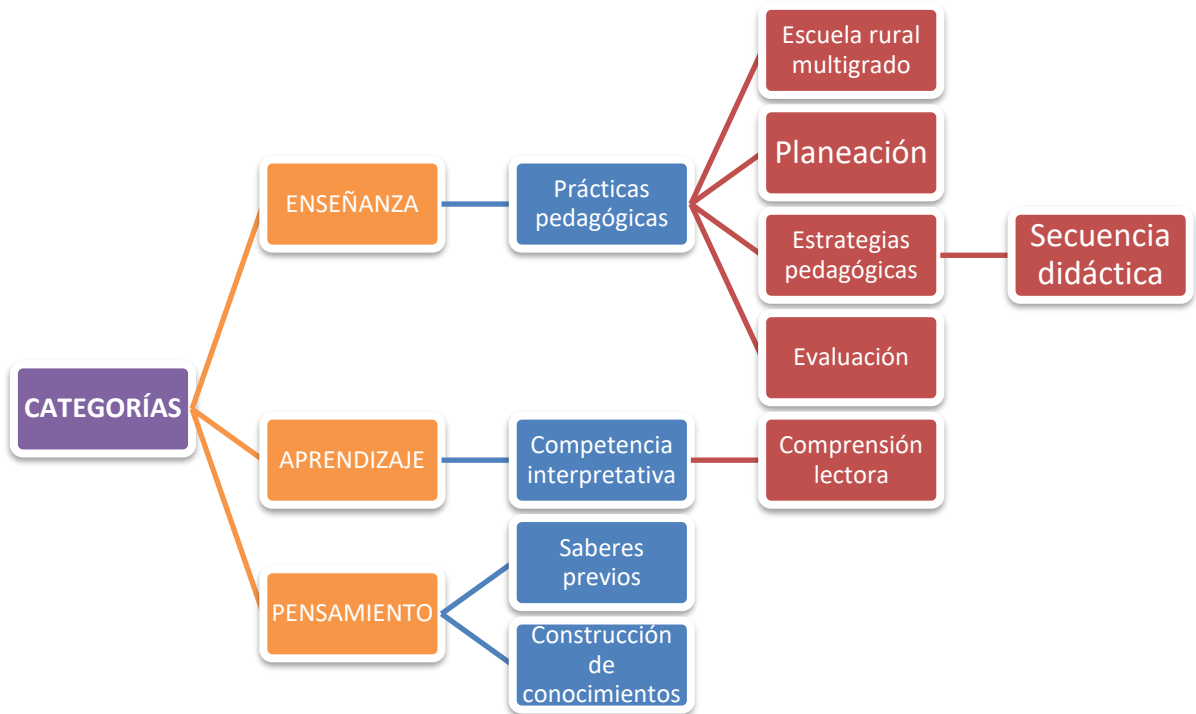 CATEGORÍAS
ENSEÑANZA
Prácticas
pedagógicas
Escuela rural
multigrado
Planeación
Estrategias
pedagógicas
Secuencia
didáctica
Evaluación
APRENDIZAJE
Competencia
interpretativa
Comprensión
lectora
PENSAMIENTO
Saberes
previos
Construcción
de
conocimientos